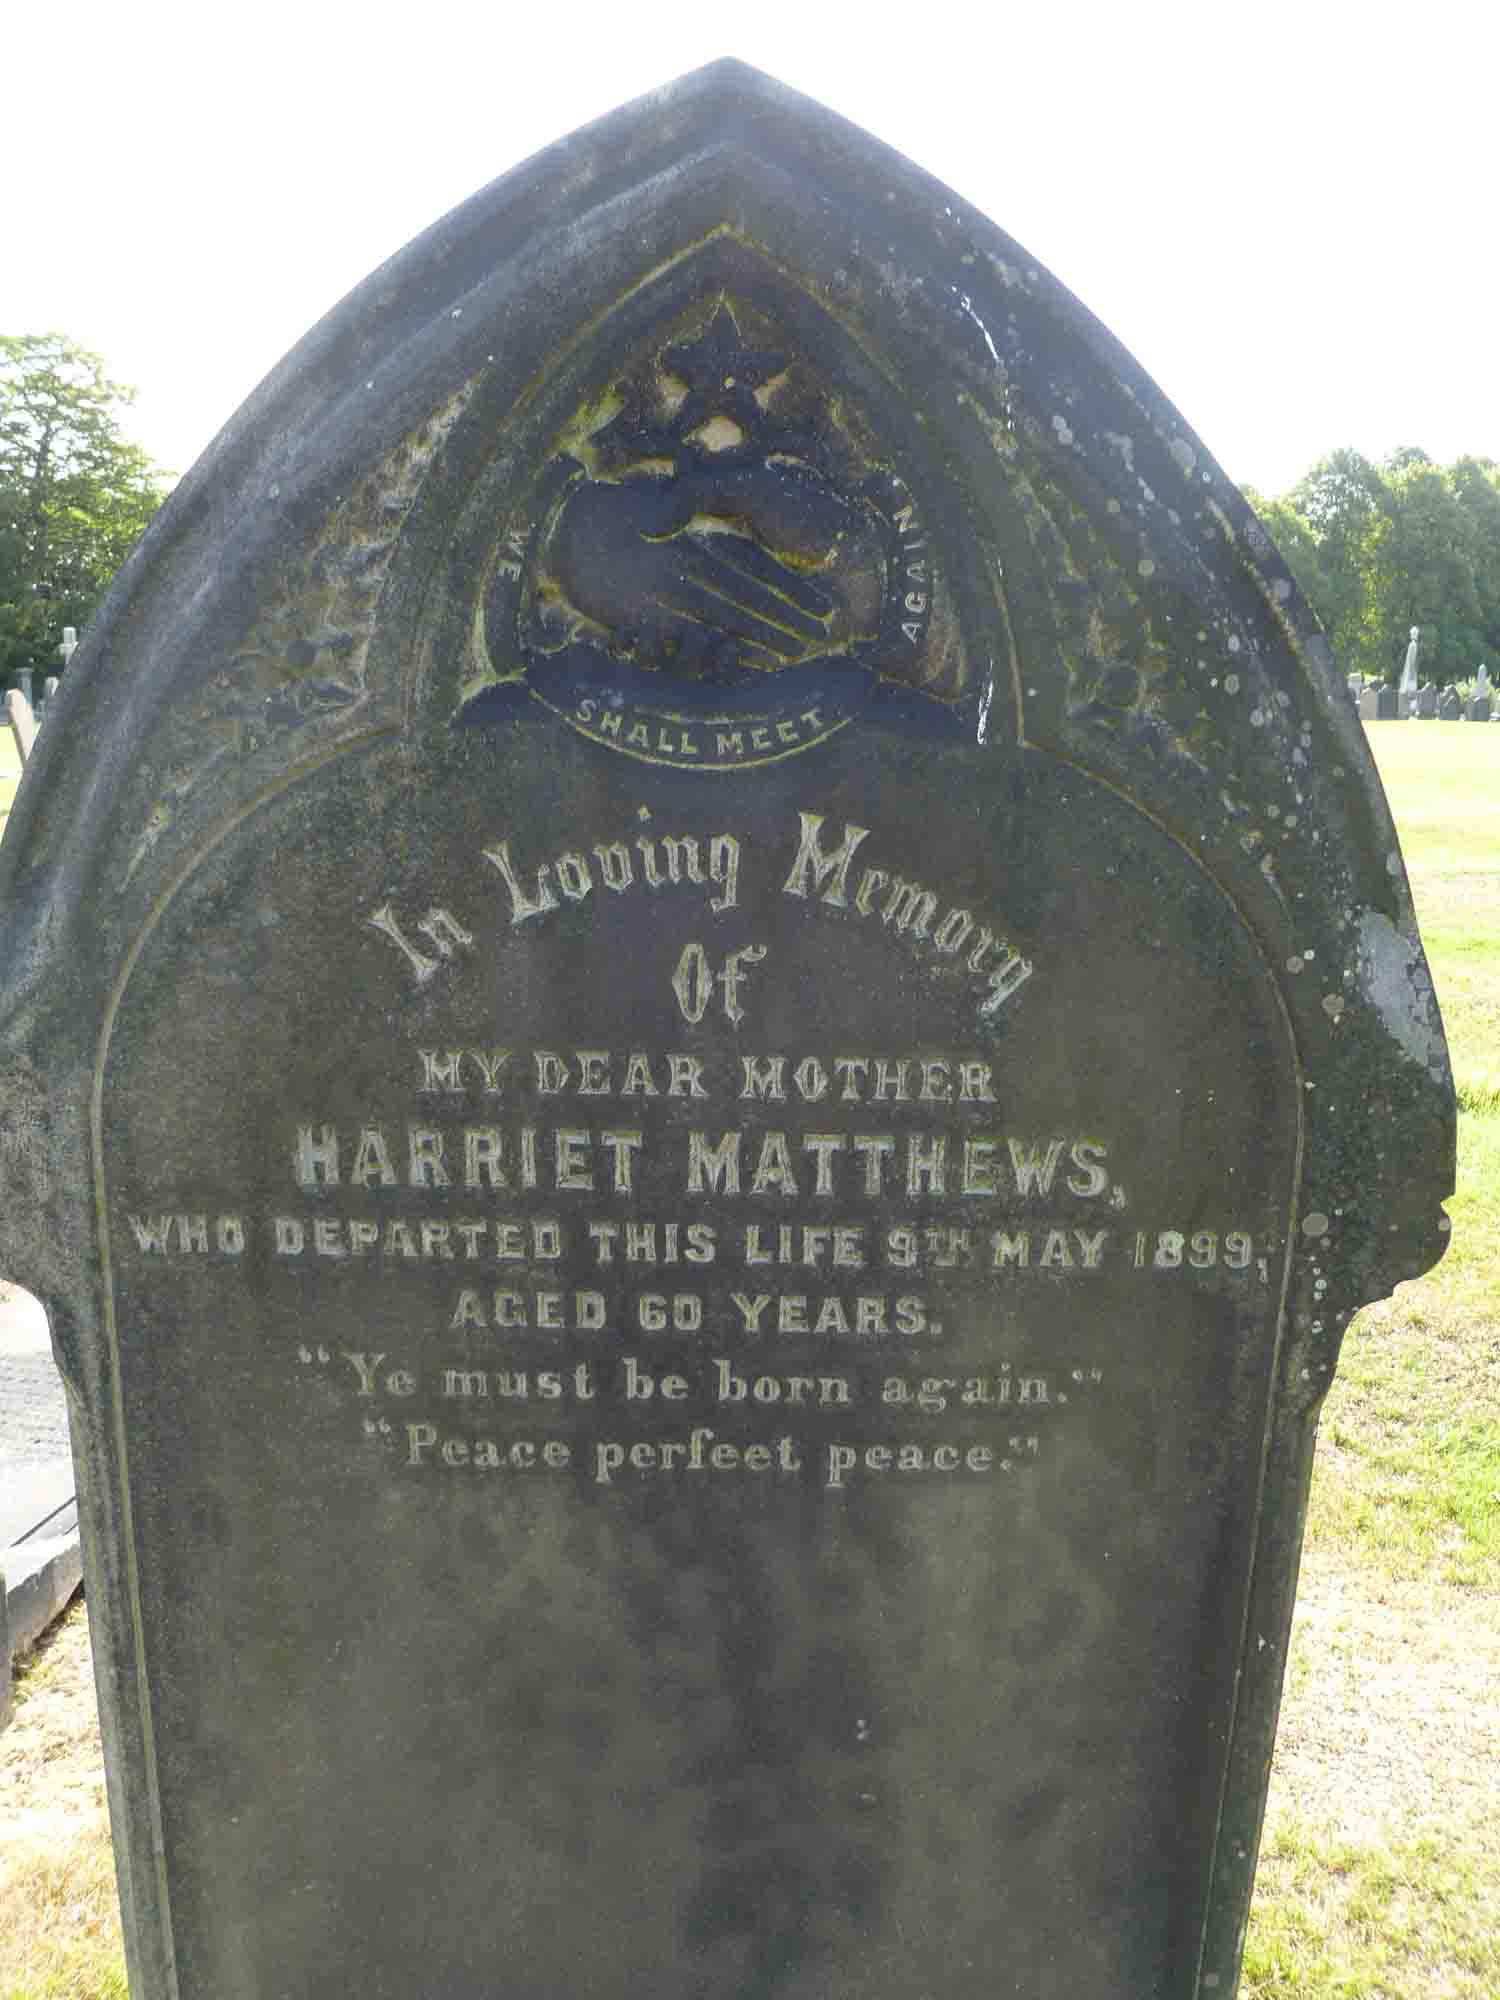 WE SHALL MEET AGAIN
In Loving Memory
Of
MY DEAR MOTHER
HARRIET MATTHEWS,
WHO DEPARTED THIS LIFE 9TH MAY 1899,
AGED 60 YEARS.
"Ye must be born again."
"Peace perfect peace."